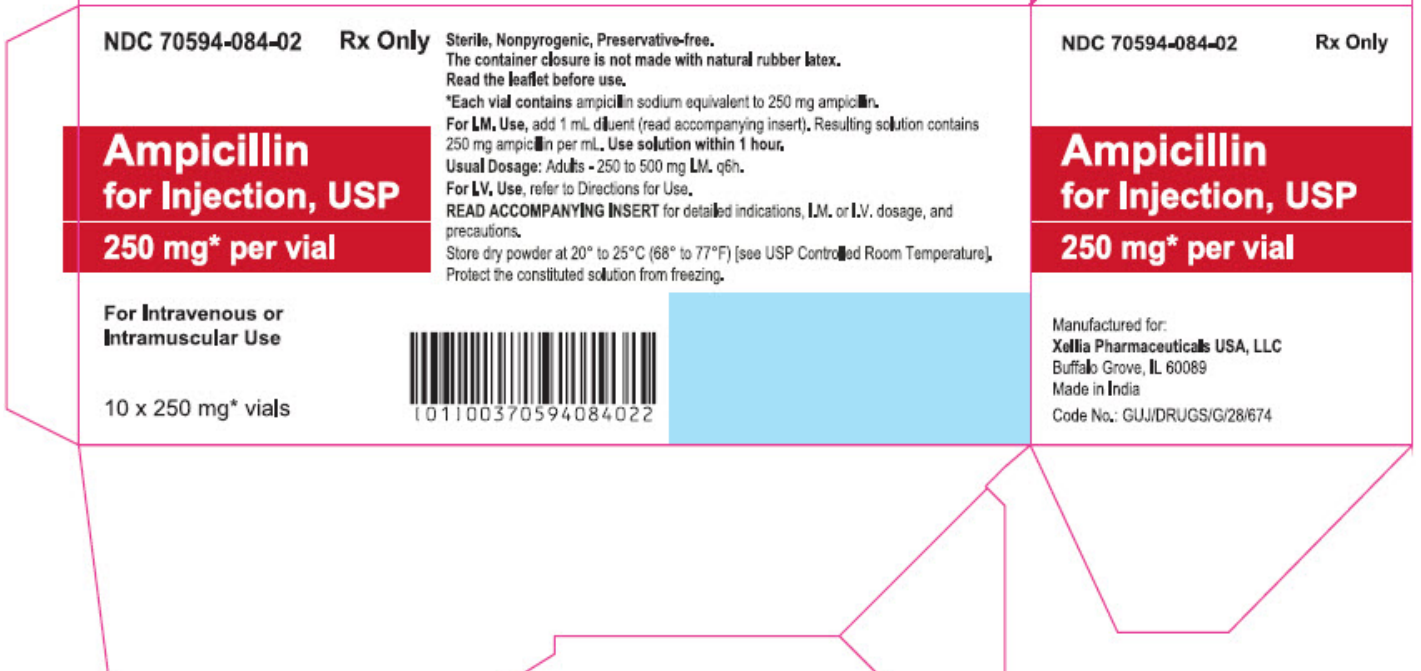 NDC 70594-084-02 Rx Only
Ampicillin
for Injection, USP
250 mg* per vial
For Intravenous or
Intramuscular Use
10 x 250 mg* vials
Sterile, Nonpyrogenic, Preservative-free.
The container closure is not made with natural rubber latex.
Read the leaflet before use.
*Each vial contains ampicillin sodium equivalent to 250 mg ampicillin.
For I.M. Use, add 1 mL diluent (read accompanying insert). Resulting solution contains
250 mg ampicillin per mL. Use solution within 1 hour.
Usual Dosage: Adults - 250 to 500 mg I.M. q6h.
For I.V. Use, refer to Directions for Use.
READ ACCOMPANYING INSERT for detailed indications, I.M. or I.V. dosage, and
precautions.
Store dry powder at 20° to 25°C (68° to 77°F) [see USP Controlled Room Temperature].
Protect the constituted solution from freezing.
(01)00370594084022
NDC 70594-084-02 Rx Only
Ampicillin
for Injection, USP
250 mg* per vial
Manufactured for:
Xellia Pharmaceuticals USA, LLC
Buffalo Grove, IL 60089
Made in India
Code No.: GUJ/DRUGS/G/28/674